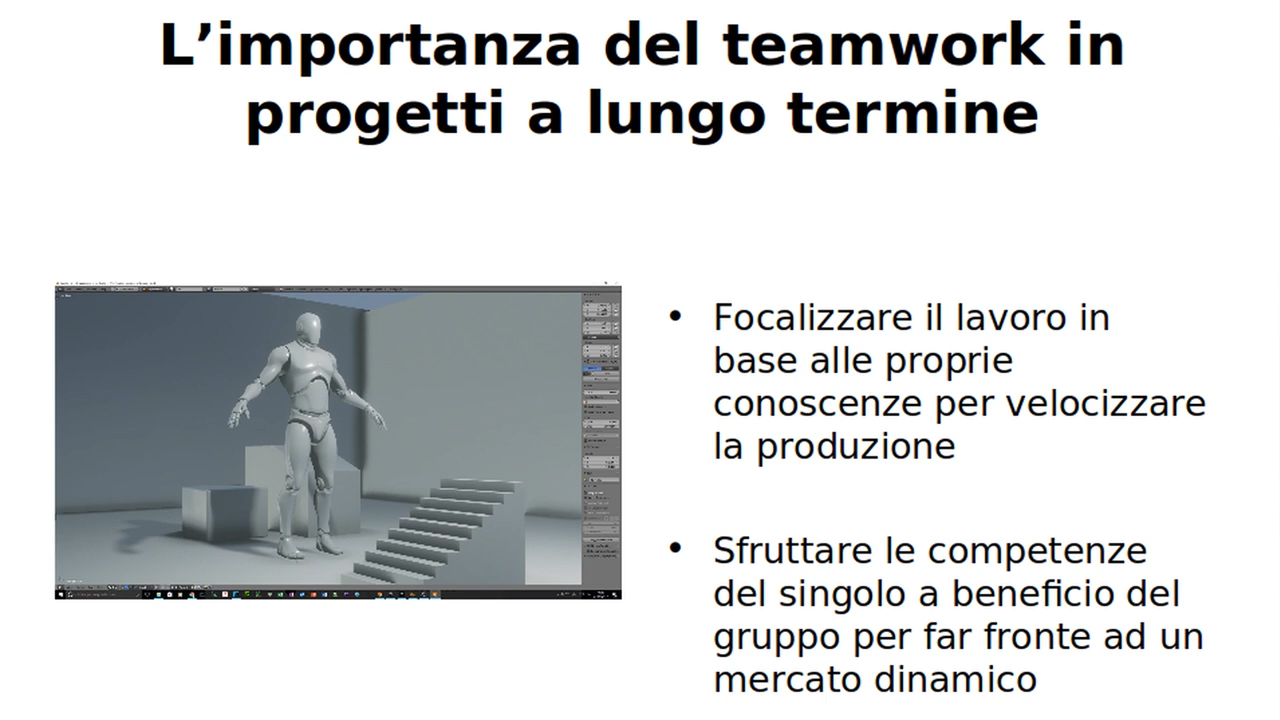 L’importanza del teamwork in
progetti a lungo termine
• Focalizzare il lavoro in
base alle proprie
conoscenze per velocizzare
la produzione
• Sfruttare le competenze
del singolo a beneficio del
gruppo per far fronte ad un
mercato dinamico